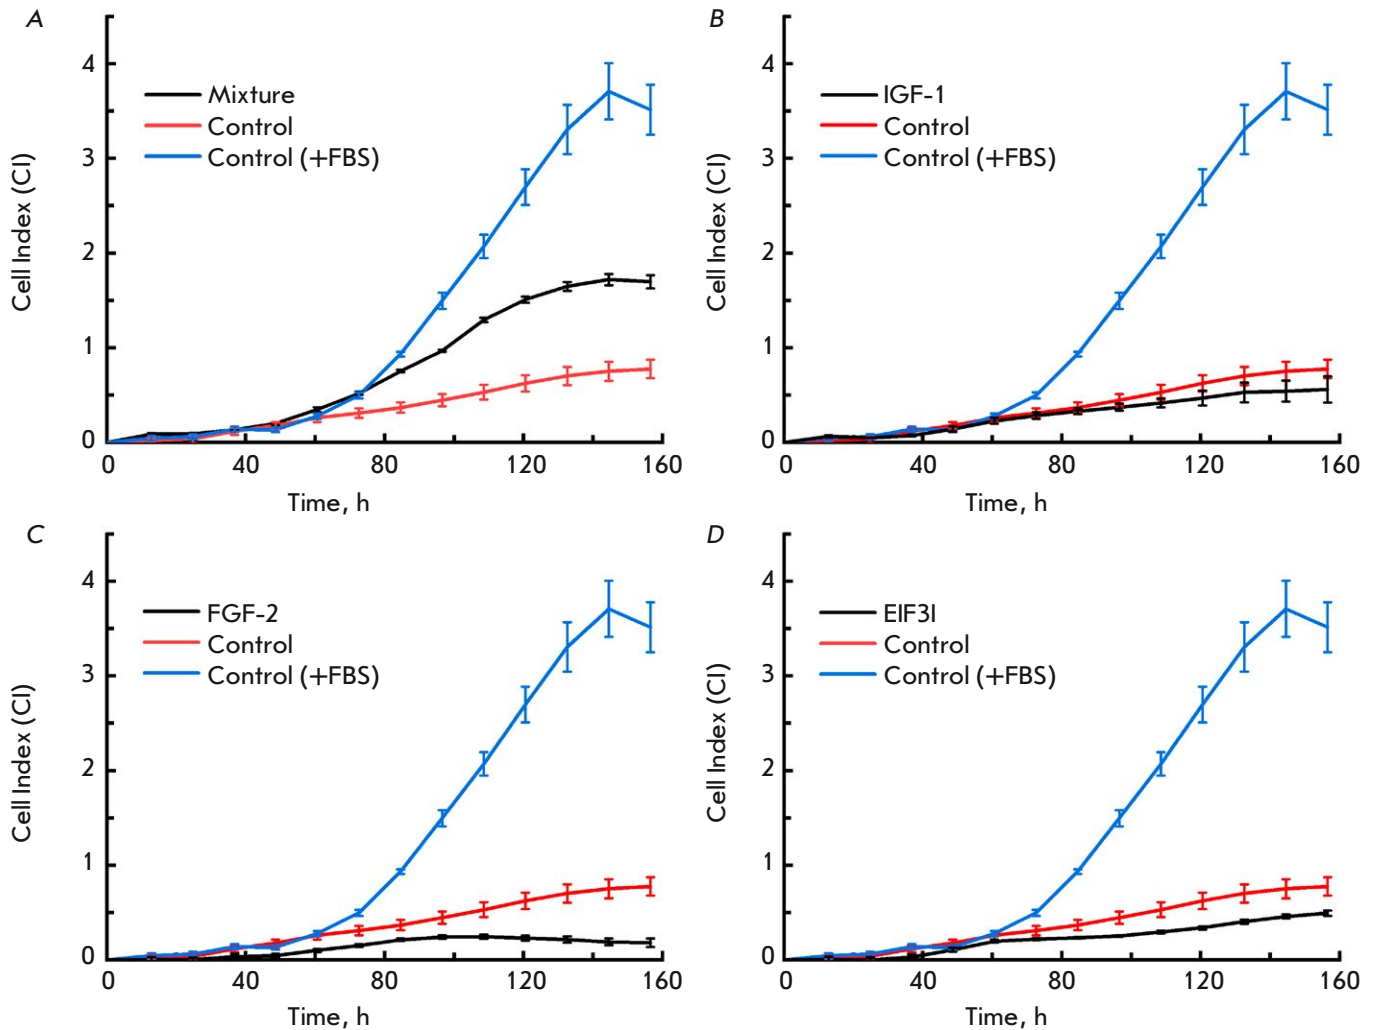 A
Cell Index (CI)
4
3
2
1
0
Mixture
Control
Control (+FBS)
0 40 80 120 160
Time, h
B
Cell Index (CI)
4
3
2
1
0
IGF-1
Control
Control (+FBS)
0 40 80 120 160
Time, h
C
Cell Index (CI)
4
3
2
1
0
FGF-2
Control
Control (+FBS)
0 40 80 120 160
Time, h
D
Cell Index (CI)
4
3
2
1
0
EIF3I
Control
Control (+FBS)
0 40 80 120 160
Time, h